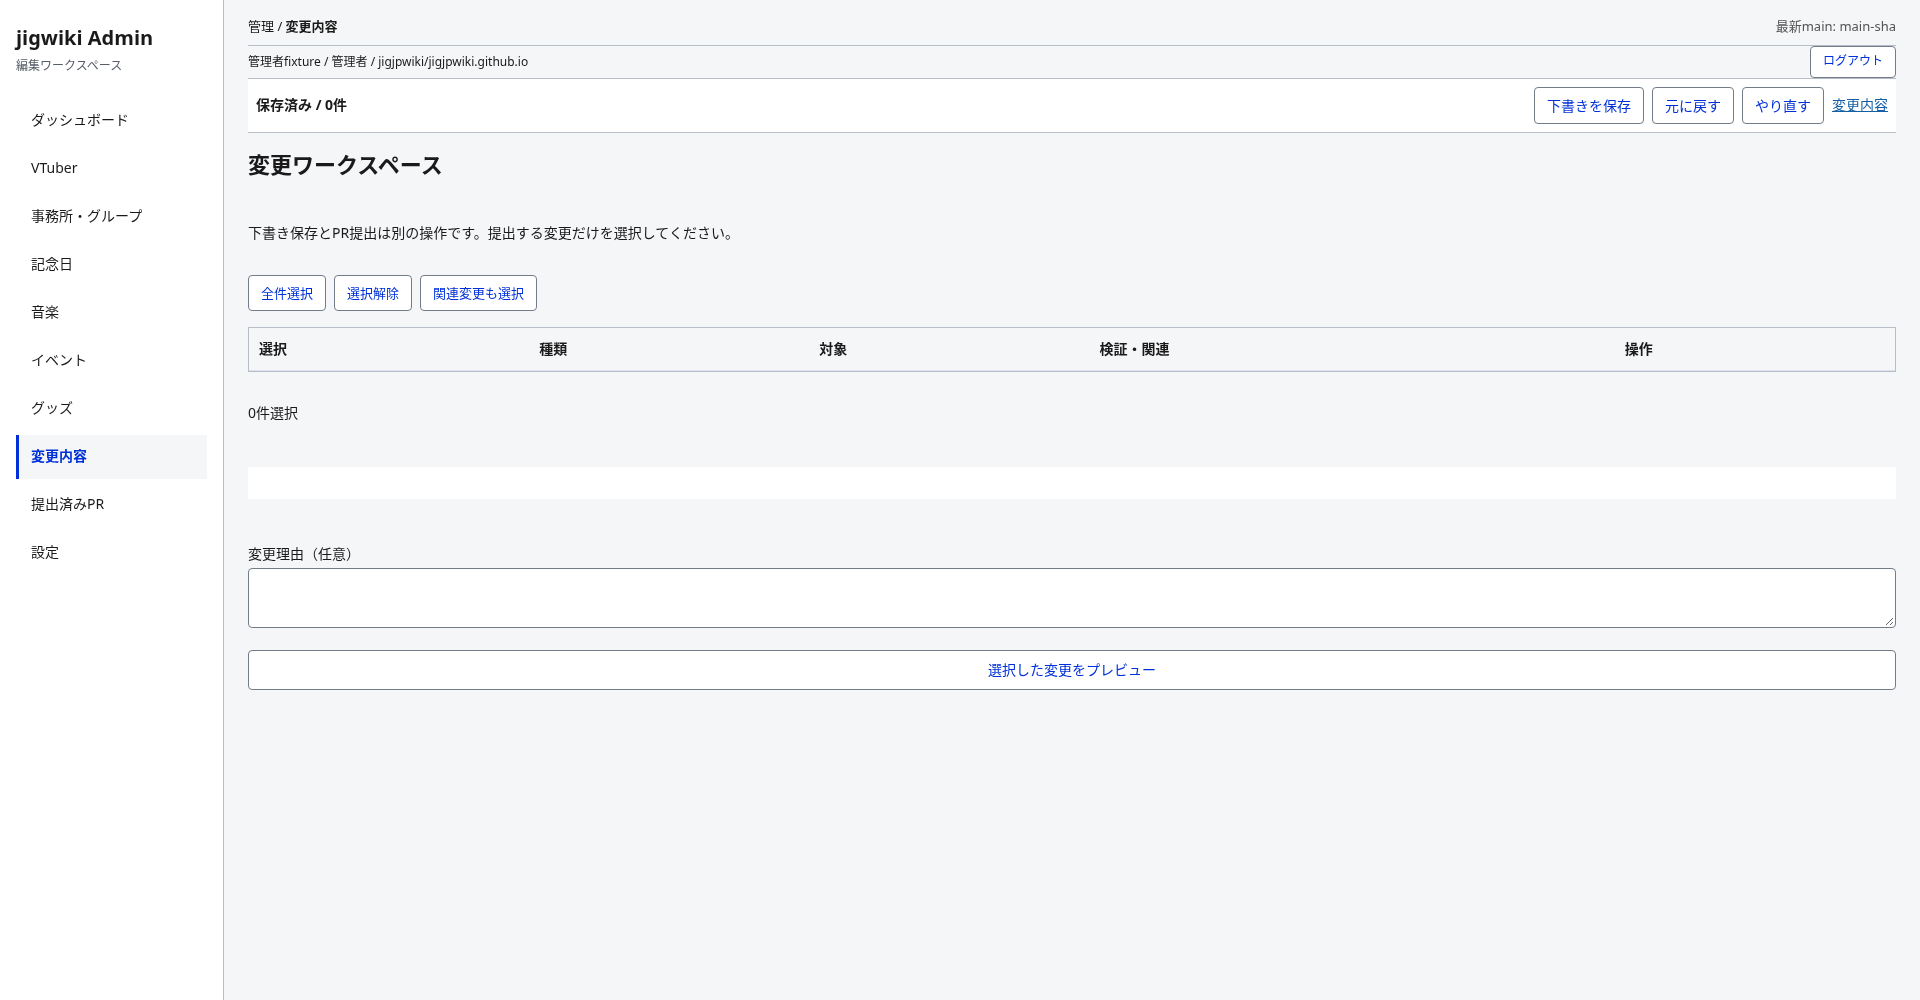 jigwiki Admin
編集ワークスペース
ダッシュボード
VTuber
事務所・グループ
記念日
音楽
イベント
グッズ
変更内容
提出済みPR
設定
管理 / 変更内容
最新main: main-sha
管理者fixture / 管理者 / jigjpwiki/jigjpwiki.github.io
ログアウト
保存済み / 0件
下書きを保存 元に戻す やり直す 変更内容
変更ワークスペース
下書き保存とPR提出は別の操作です。提出する変更だけを選択してください。
全件選択 選択解除 関連変更も選択
選択 種類 対象 検証・関連 操作
0件選択
変更理由（任意）
選択した変更をプレビュー